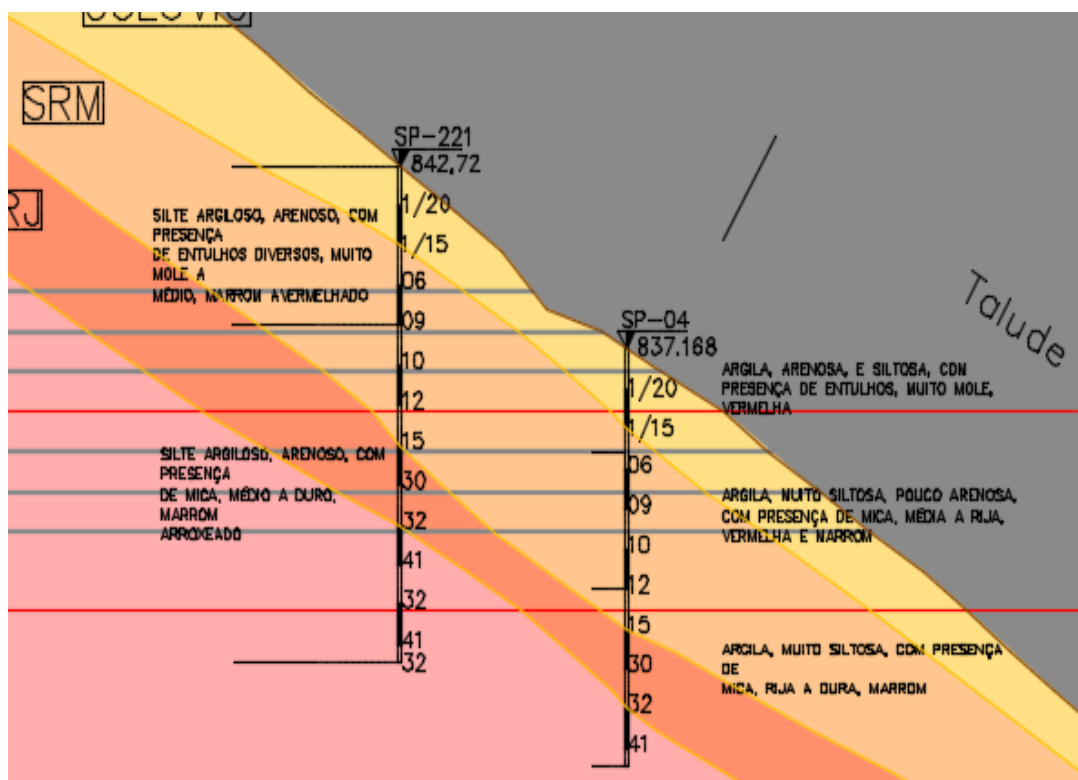 SRM
RJ
SP-221
842,72
1/20
1/15
06
09
10
12
15
30
32
41
32
41
32
SILTE ARGILOSO, ARENOSO, COM
PRESENÇA
DE ENTULHOS DIVERSOS, MUITO
MOLE A
MÉDIO, MARROM AVERMELHADO
SILTE ARGILOSO, ARENOSO, COM
PRESENÇA
DE MICA, MÉDIO A DURO,
MARROM
ARROXEADO
SP-04
837.168
1/20
1/15
06
09
10
12
15
30
32
41
ARGILA, ARENOSA, E SILTOSA, COM
PRESENÇA DE ENTULHOS, MUITO MOLE,
VERMELHA
ARGILA, MUITO SILTOSA, POUCO ARENOSA,
COM PRESENÇA DE MICA, MÉDIA A RIJA,
VERMELHA E MARROM
ARGILA, MUITO SILTOSA, COM PRESENÇA
DE
MICA, RIJA A DURA, MARROM
Talude